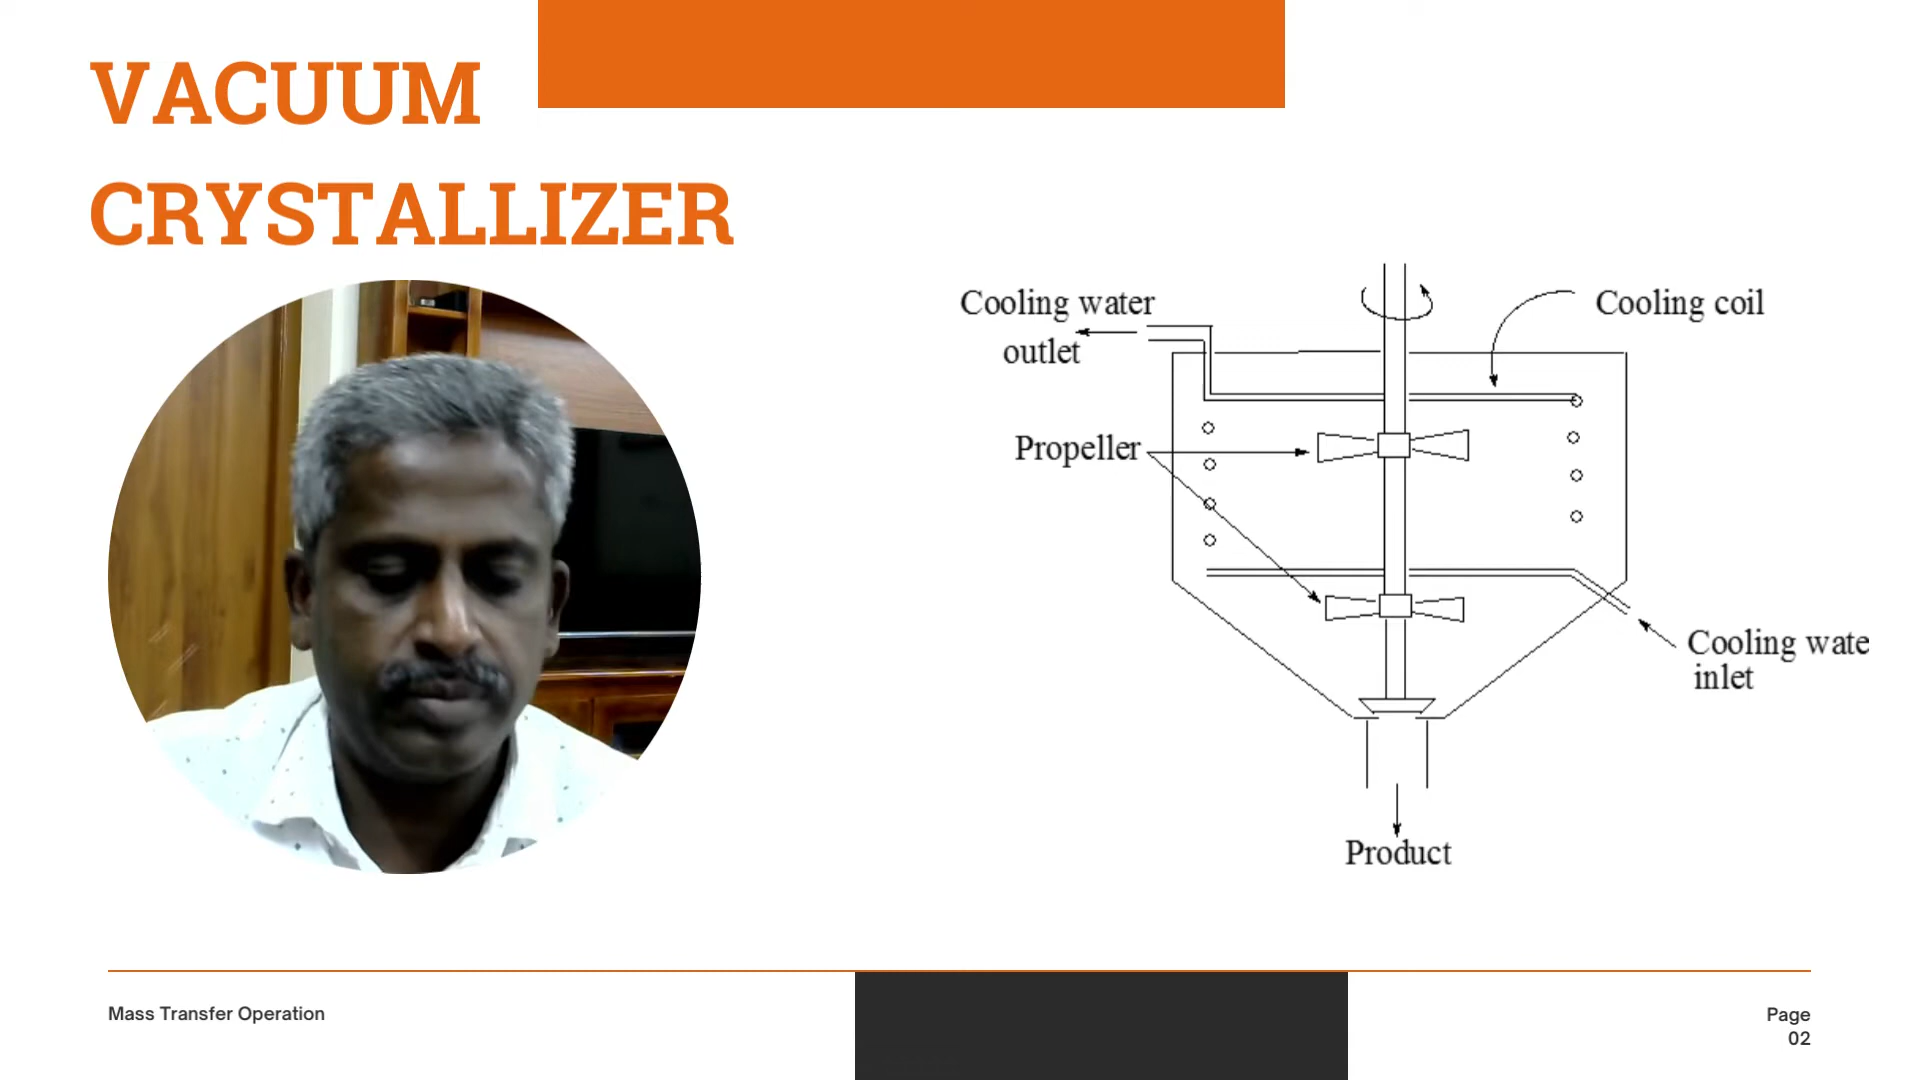 VACUUM
CRYSTALLIZER
Cooling water
outlet
Cooling coil
Propeller
Cooling wate
inlet
Product
Mass Transfer Operation
Page
02